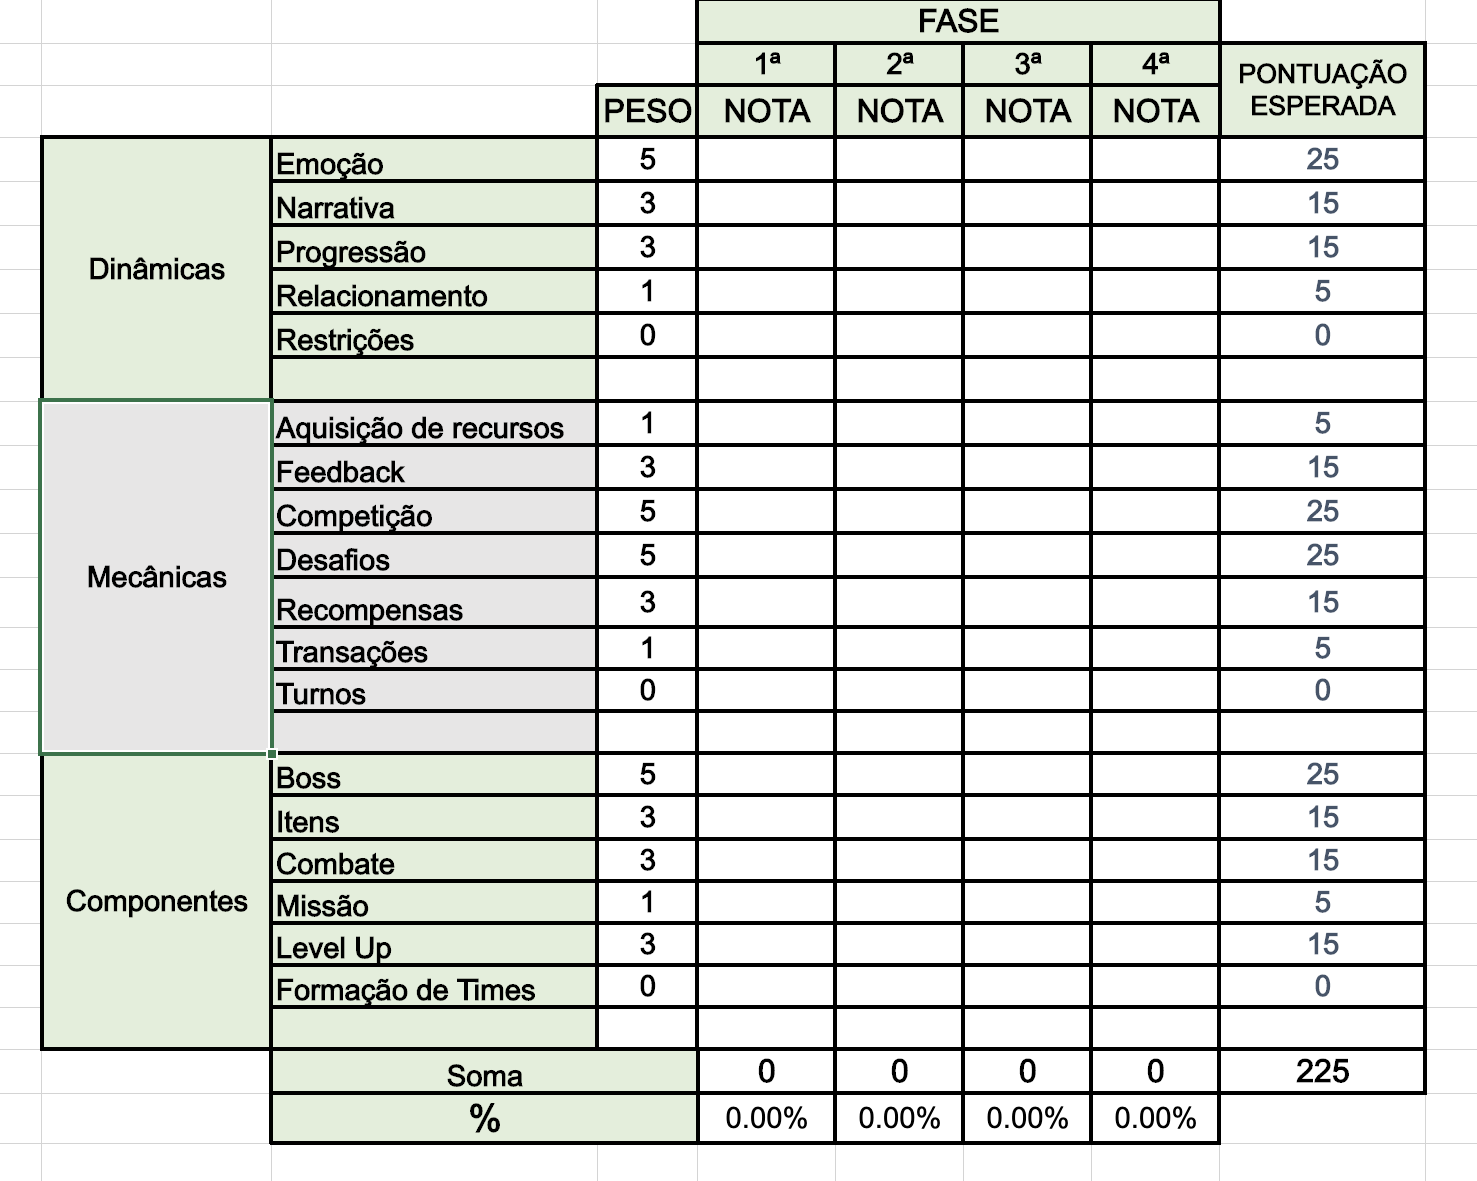 FASE
1ª 2ª 3ª 4ª PONTUAÇÃO ESPERADA
PESO NOTA NOTA NOTA NOTA
Dinâmicas
Emoção 5 25
Narrativa 3 15
Progressão 3 15
Relacionamento 1 5
Restrições 0 0
Mecânicas
Aquisição de recursos 1 5
Feedback 3 15
Competição 5 25
Desafios 5 25
Recompensas 3 15
Transações 1 5
Turnos 0 0
Componentes
Boss 5 25
Itens 3 15
Combate 3 15
Missão 1 5
Level Up 3 15
Formação de Times 0 0
Soma 0 0 0 0 225
% 0.00% 0.00% 0.00% 0.00%